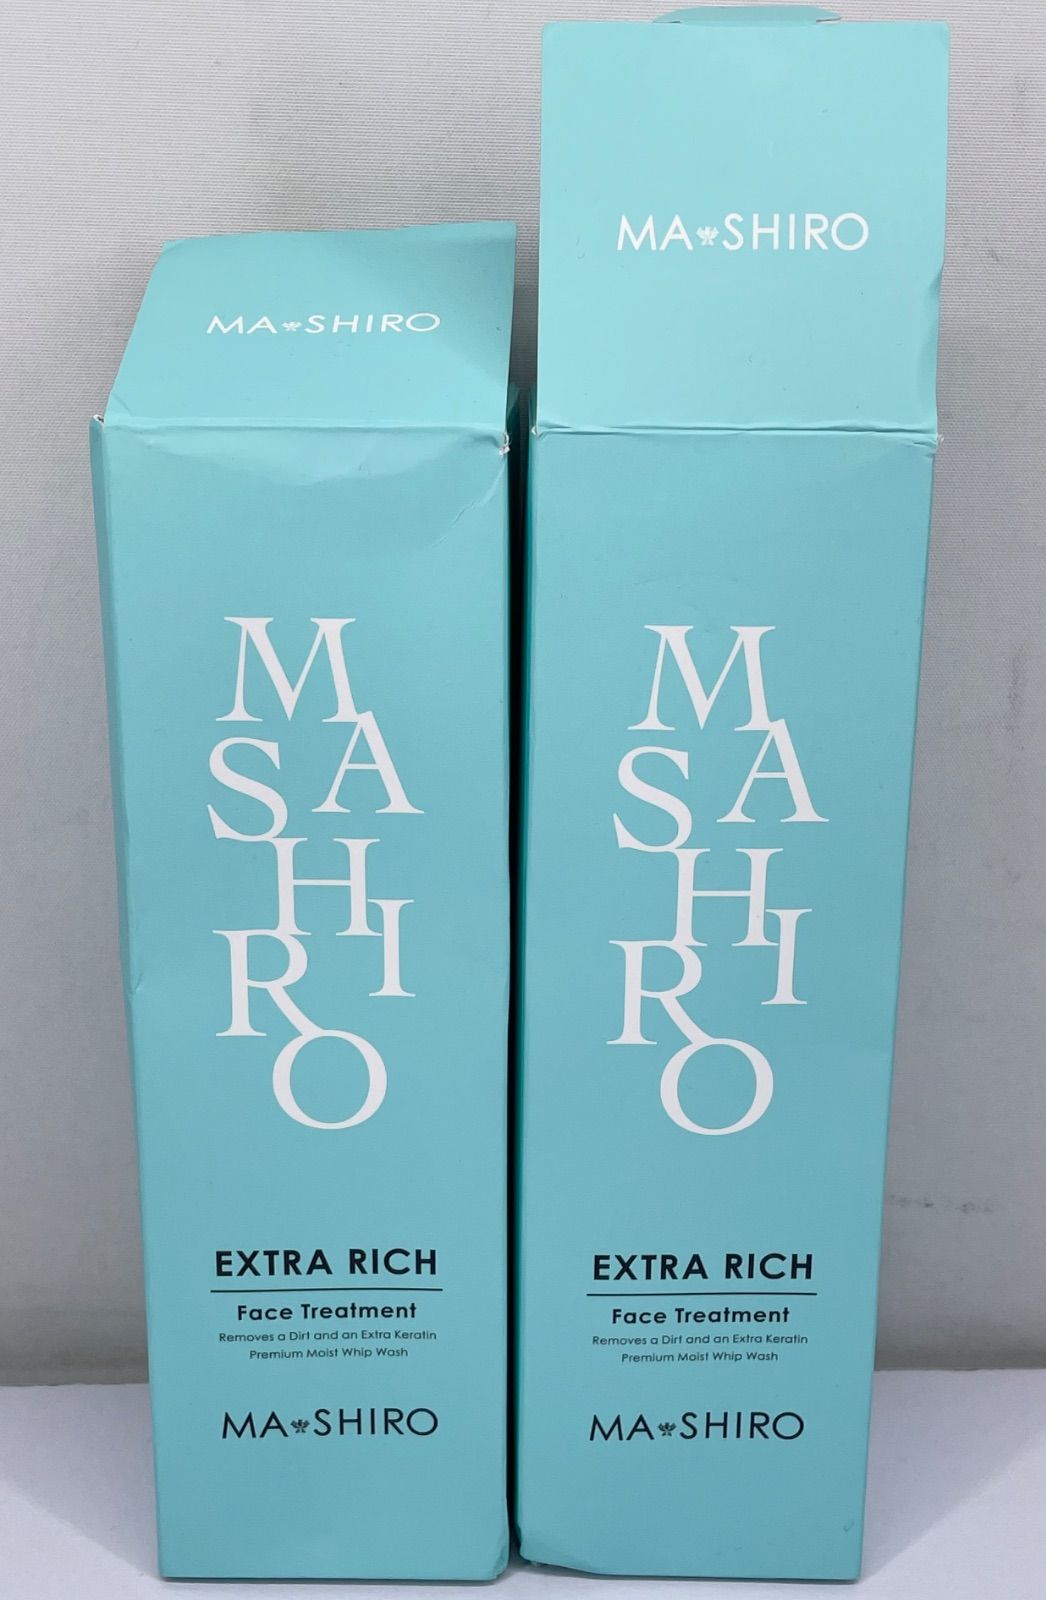 MA SHIRO
MASHIRO
EXTRA RICH
Face Treatment
Removes a Dirt and an Extra Keratin
Premium Moist Whip Wash
MA SHIRO
MA SHIRO
MASHIRO
EXTRA RICH
Face Treatment
Removes a Dirt and an Extra Keratin
Premium Moist Whip Wash
MA SHIRO